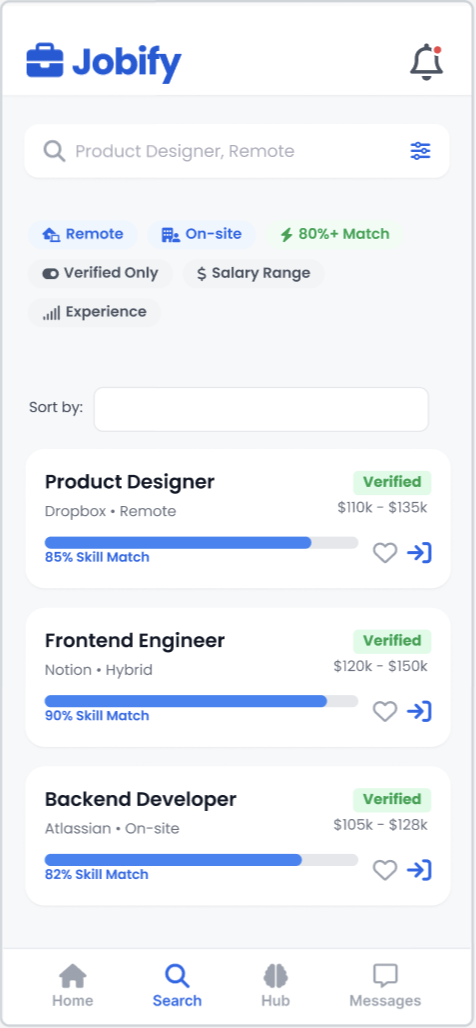 Jobify
Product Designer, Remote
Remote
On-site
80%+ Match
Verified Only
$ Salary Range
Experience
Sort by:
Product Designer
Verified
Dropbox • Remote
$110k - $135k
85% Skill Match
Frontend Engineer
Verified
Notion • Hybrid
$120k - $150k
90% Skill Match
Backend Developer
Verified
Atlassian • On-site
$105k - $128k
82% Skill Match
Home
Search
Hub
Messages